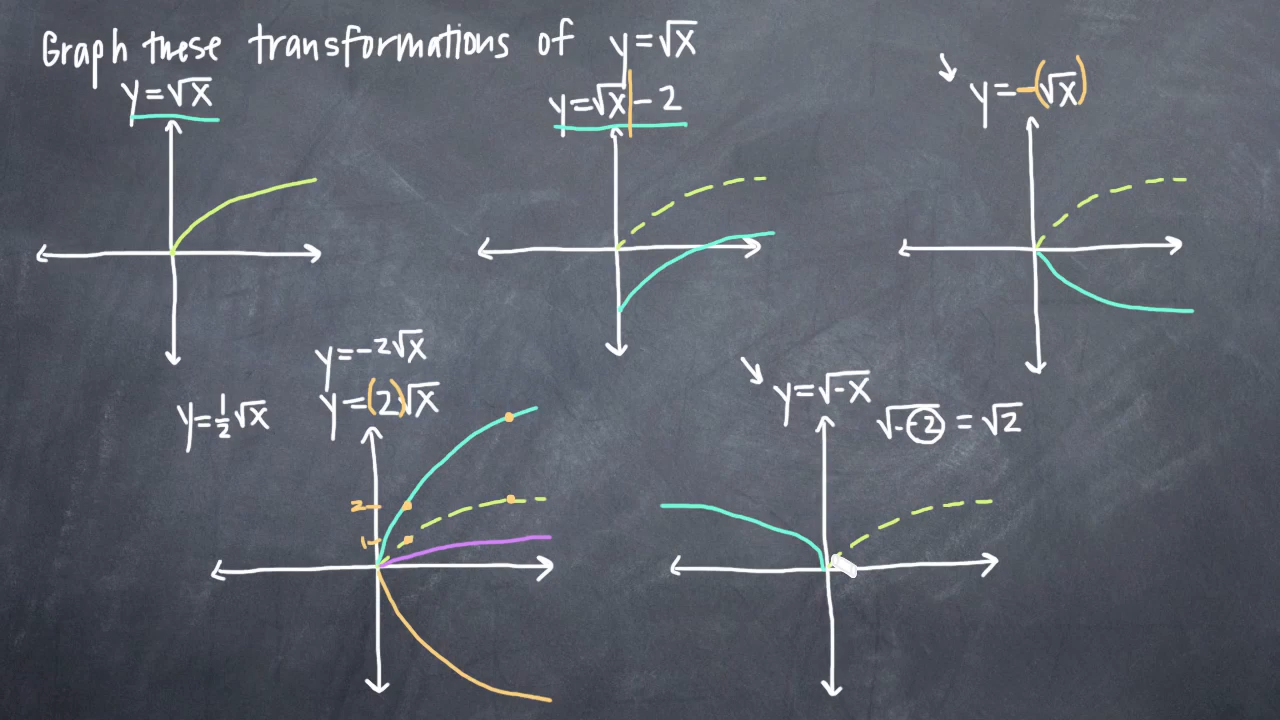 Graph these transformations of y=√x
y=√x
y=√x-2
y=-(√x)
y=-2√x
y=½√x
y=(2)√x
y=√-x
√--2 = √2
2
1